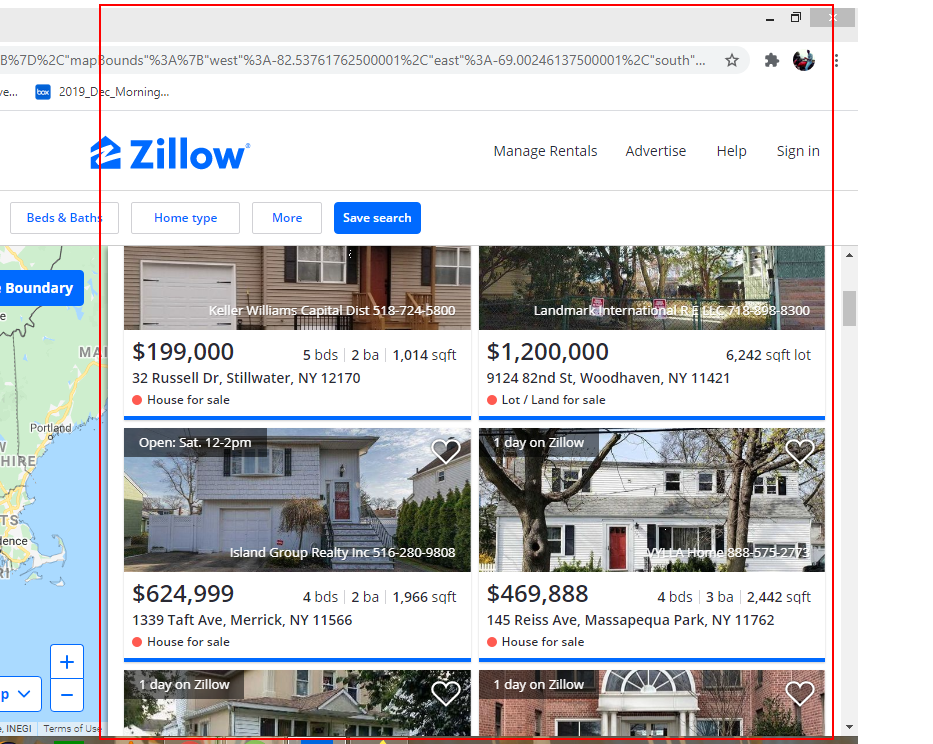 B%7D%2C"mapBounds"%3A%7B"west"%3A-82.53761762500001%2C"east"%3A-69.00246137500001%2C"south"...
ve... box 2019_Dec_Morning...
Zillow®
Manage Rentals Advertise Help Sign in
Beds & Baths Home type More Save search
Boundary
Keller Williams Capital Dist 518-724-5800
$199,000 5 bds 2 ba 1,014 sqft
32 Russell Dr, Stillwater, NY 12170
House for sale
Landmark International R.E LLC 718-898-8300
$1,200,000 6,242 sqft lot
9124 82nd St, Woodhaven, NY 11421
Lot / Land for sale
Open: Sat. 12-2pm
Island Group Realty Inc 516-280-9808
$624,999 4 bds 2 ba 1,966 sqft
1339 Taft Ave, Merrick, NY 11566
House for sale
1 day on Zillow
VYLLA Home 888-575-2773
$469,888 4 bds 3 ba 2,442 sqft
145 Reiss Ave, Massapequa Park, NY 11762
House for sale
1 day on Zillow
1 day on Zillow
MAI
Portland
HIRE
TS
ence
RI
+
p
−
, INEGI Terms of Use